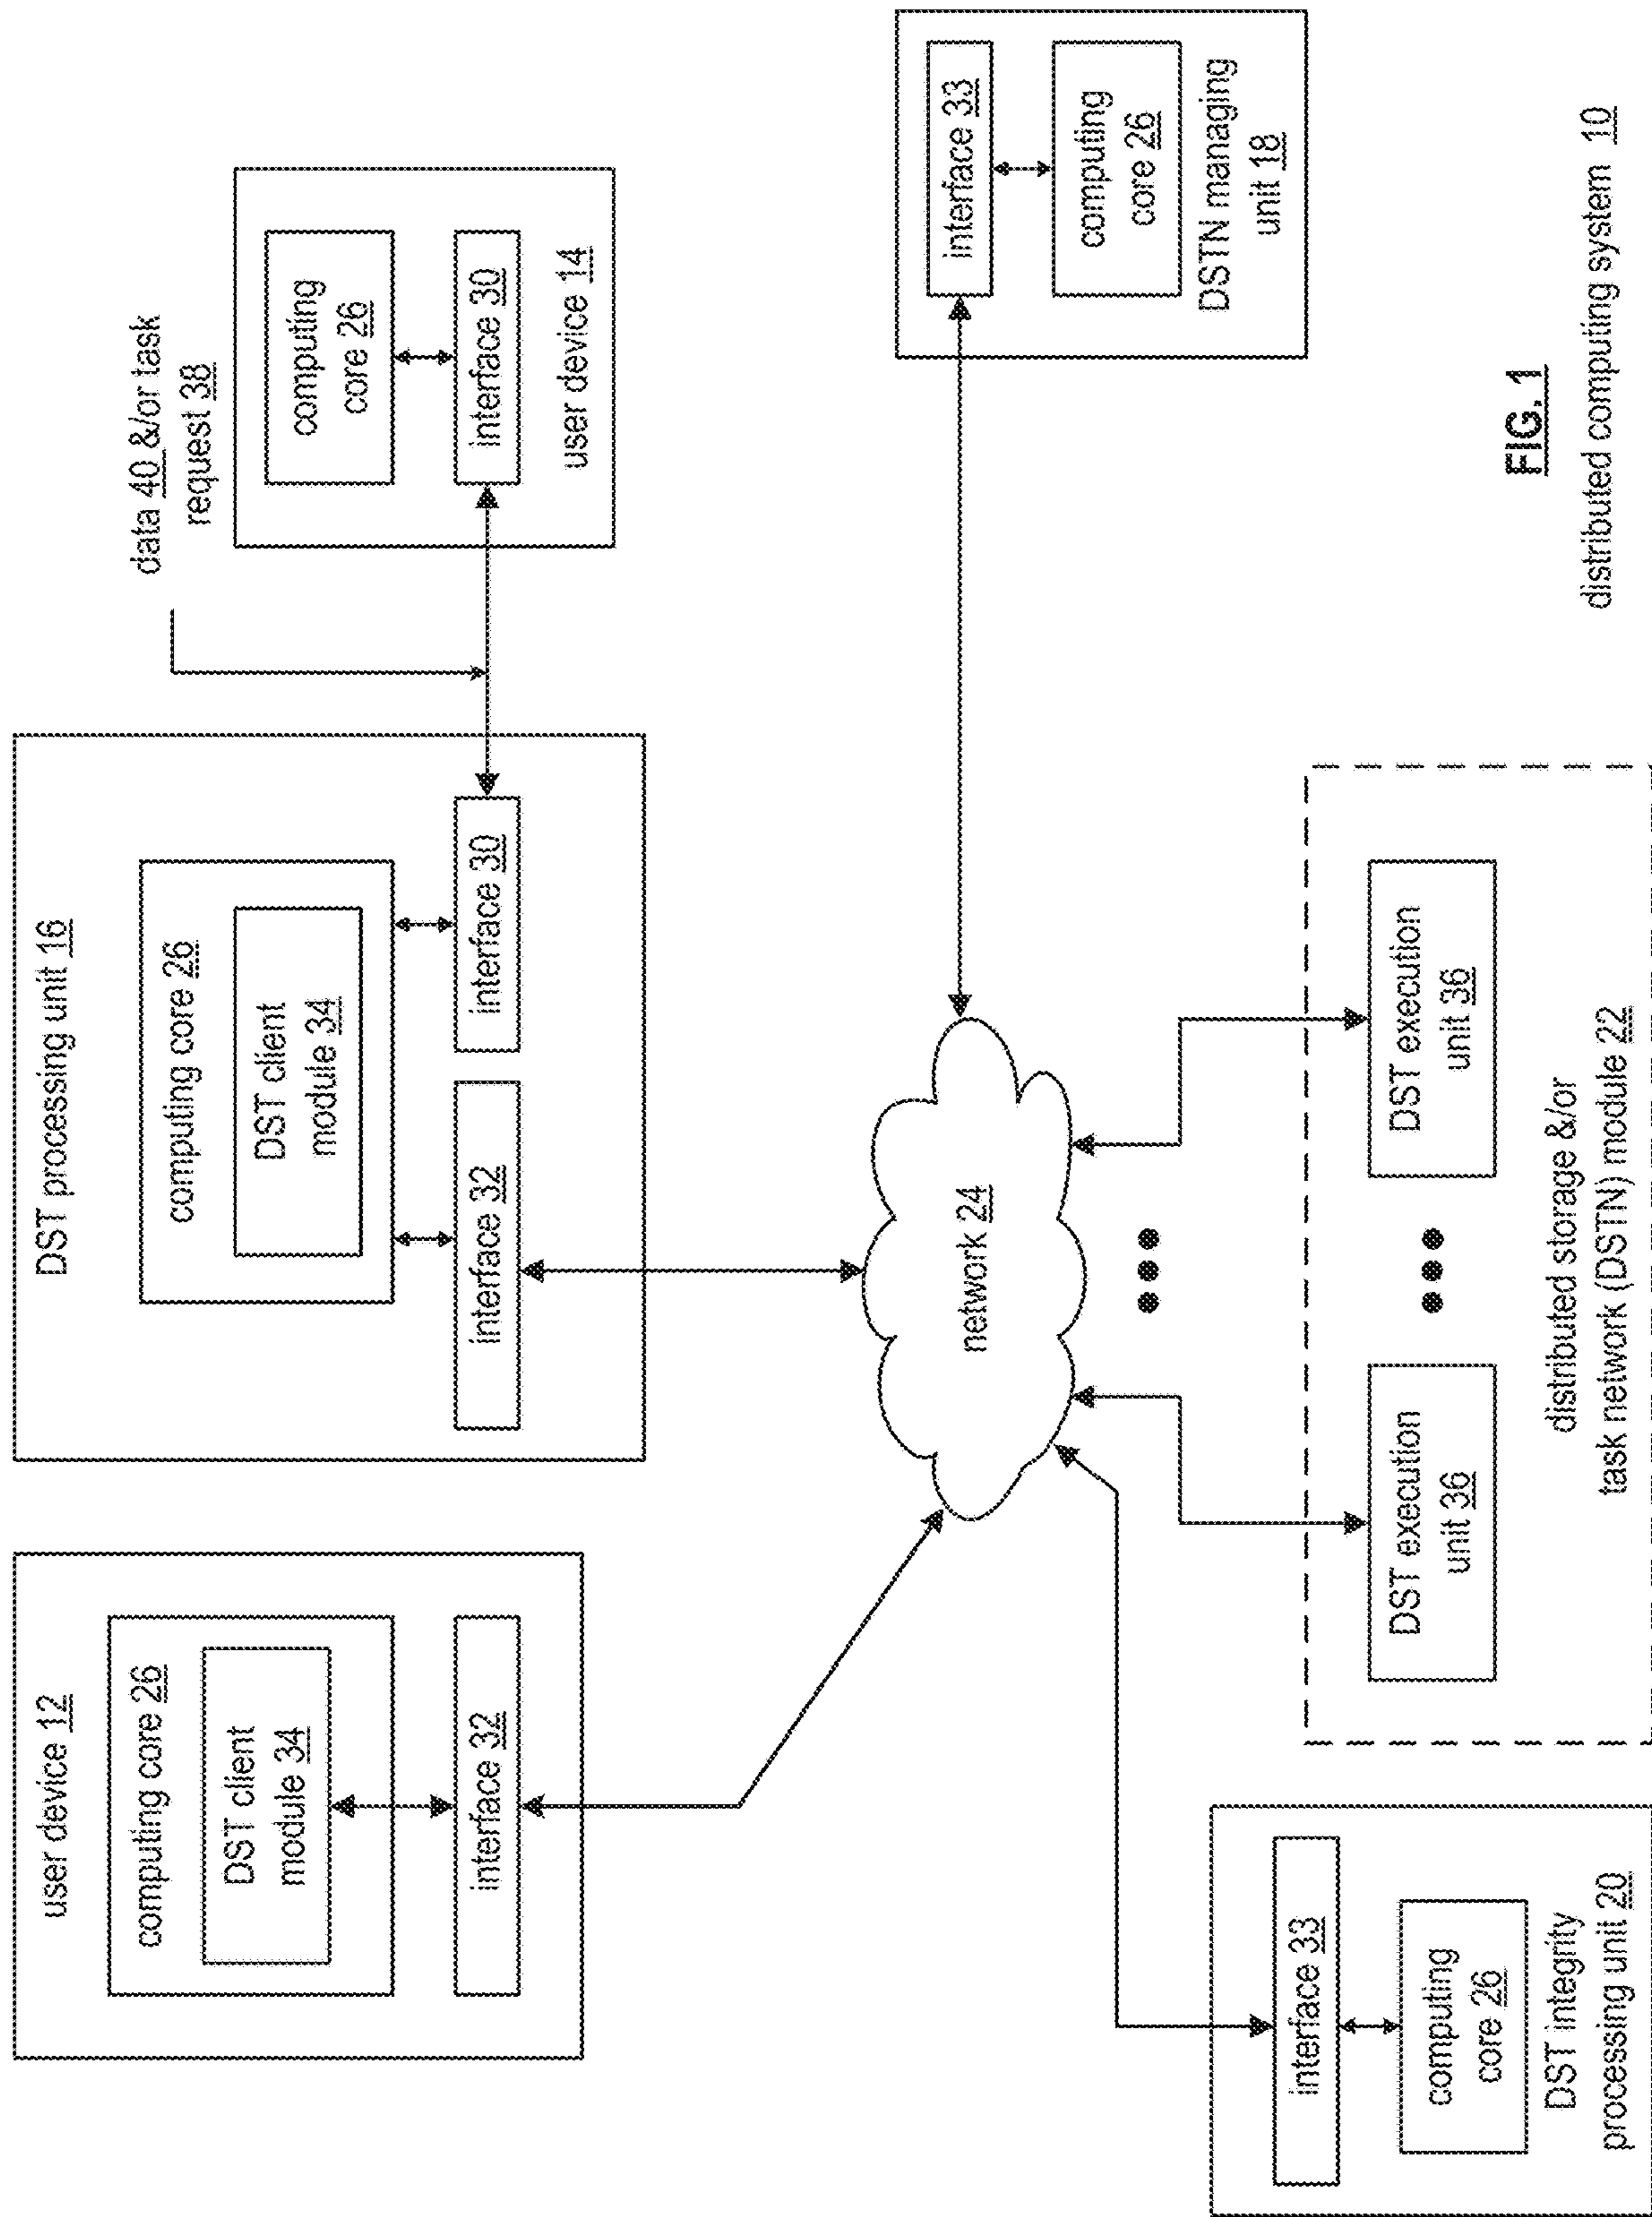 user device 12
computing core 26
DST client
module 34
interface 32
DST processing unit 16
computing core 26
DST client
module 34
interface 32
interface 30
data 40 &/or task
request 38
computing
core 26
interface 30
user device 14
network 24
interface 33
computing
core 26
DSTN managing
unit 18
interface 33
computing
core 26
DST integrity
processing unit 20
DST execution
unit 36
DST execution
unit 36
distributed storage &/or
task network (DSTN) module 22
FIG. 1
distributed computing system 10